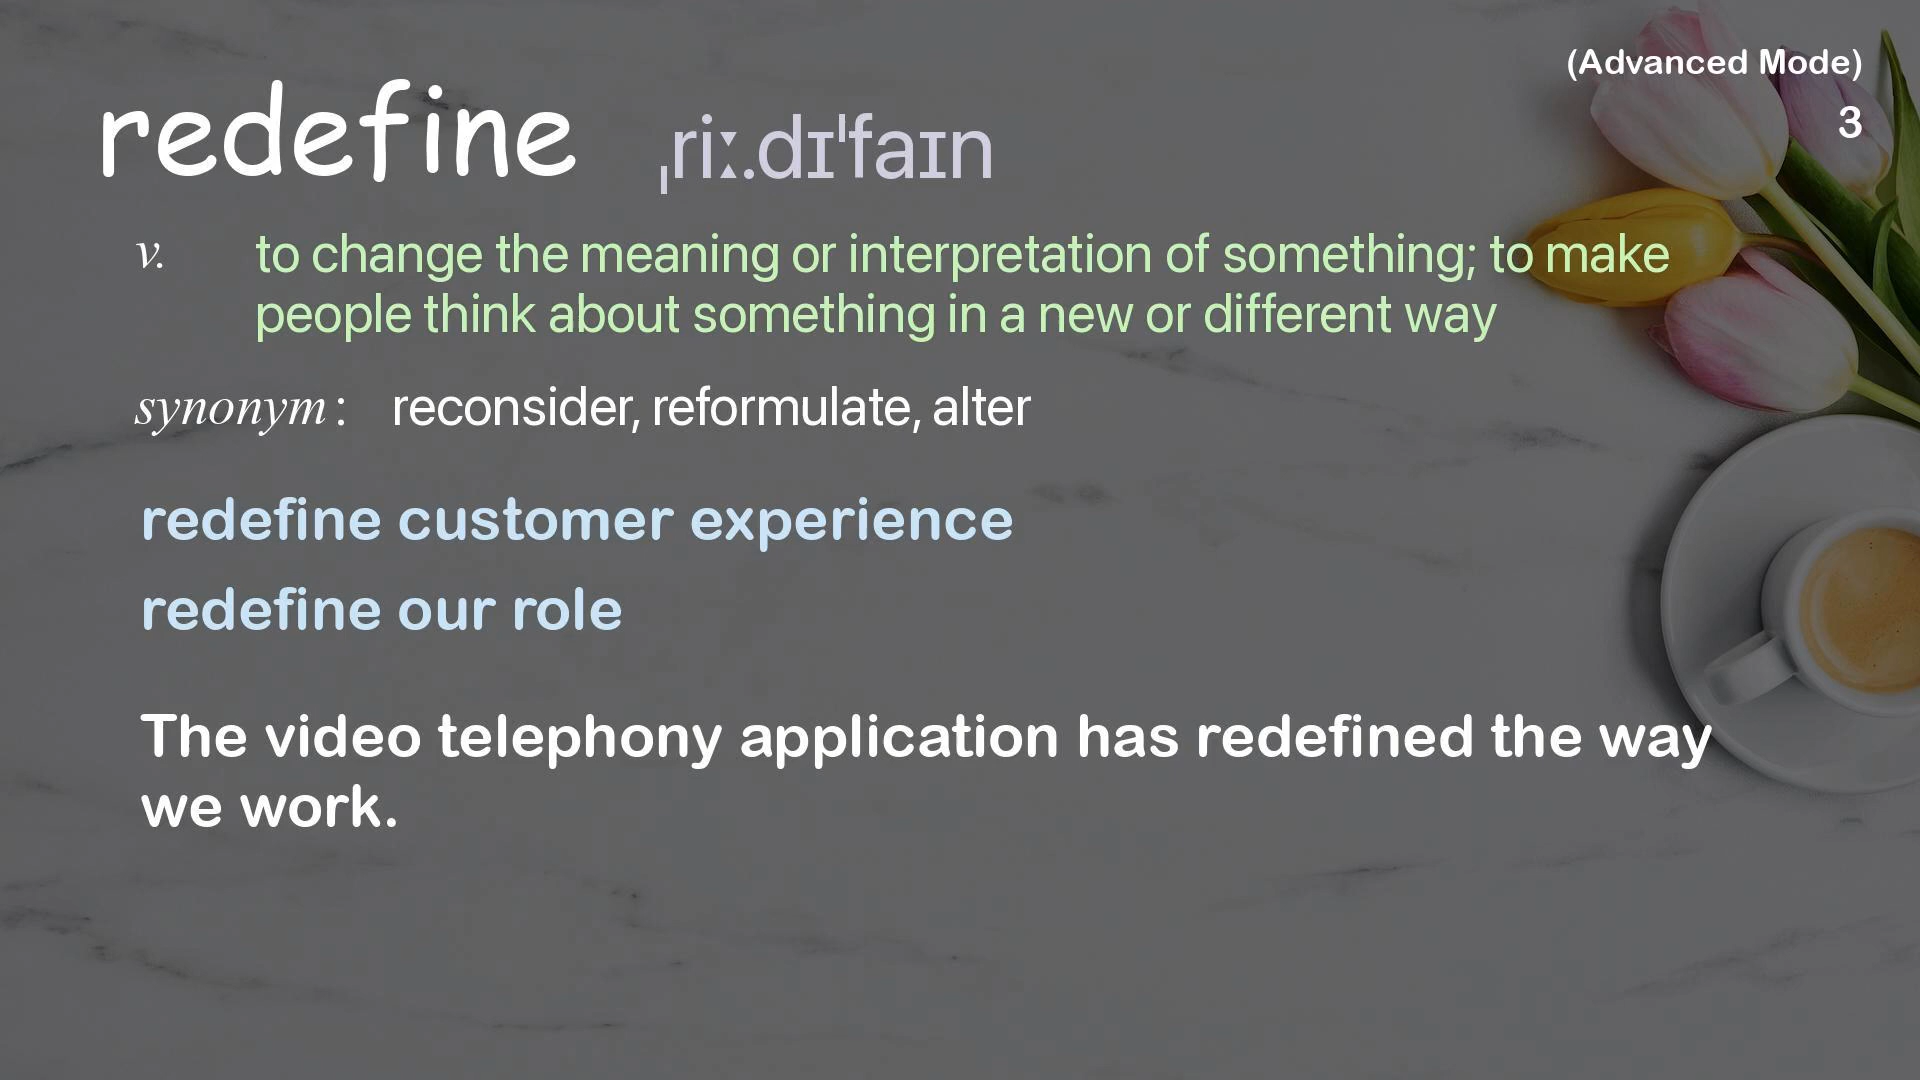 (Advanced Mode)
3
redefine ˌriː.dɪˈfaɪn
v. to change the meaning or interpretation of something; to make
people think about something in a new or different way
synonym : reconsider, reformulate, alter
redefine customer experience
redefine our role
The video telephony application has redefined the way
we work.